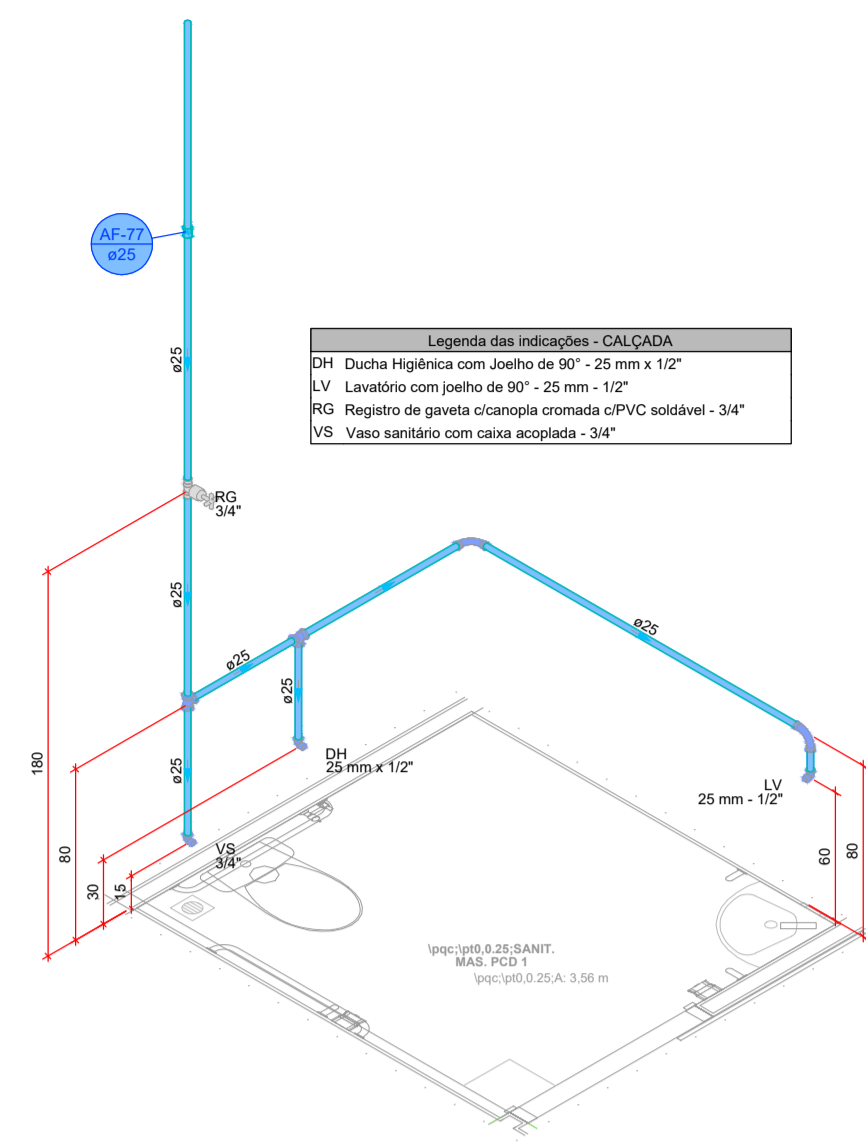 AF-77
ø25
Legenda das indicações - CALÇADA
DH Ducha Higiênica com Joelho de 90° - 25 mm x 1/2"
LV Lavatório com joelho de 90° - 25 mm - 1/2"
RG Registro de gaveta c/canopla cromada c/PVC soldável - 3/4"
VS Vaso sanitário com caixa acoplada - 3/4"
ø25
RG
3/4"
ø25
ø25
ø25
ø25
ø25
DH
25 mm x 1/2"
LV
25 mm - 1/2"
VS
3/4"
180
80
30
15
60
80
\pqc;\pt0,0.25;SANIT.
MAS. PCD 1
\pqc;\pt0,0.25;A: 3,56 m